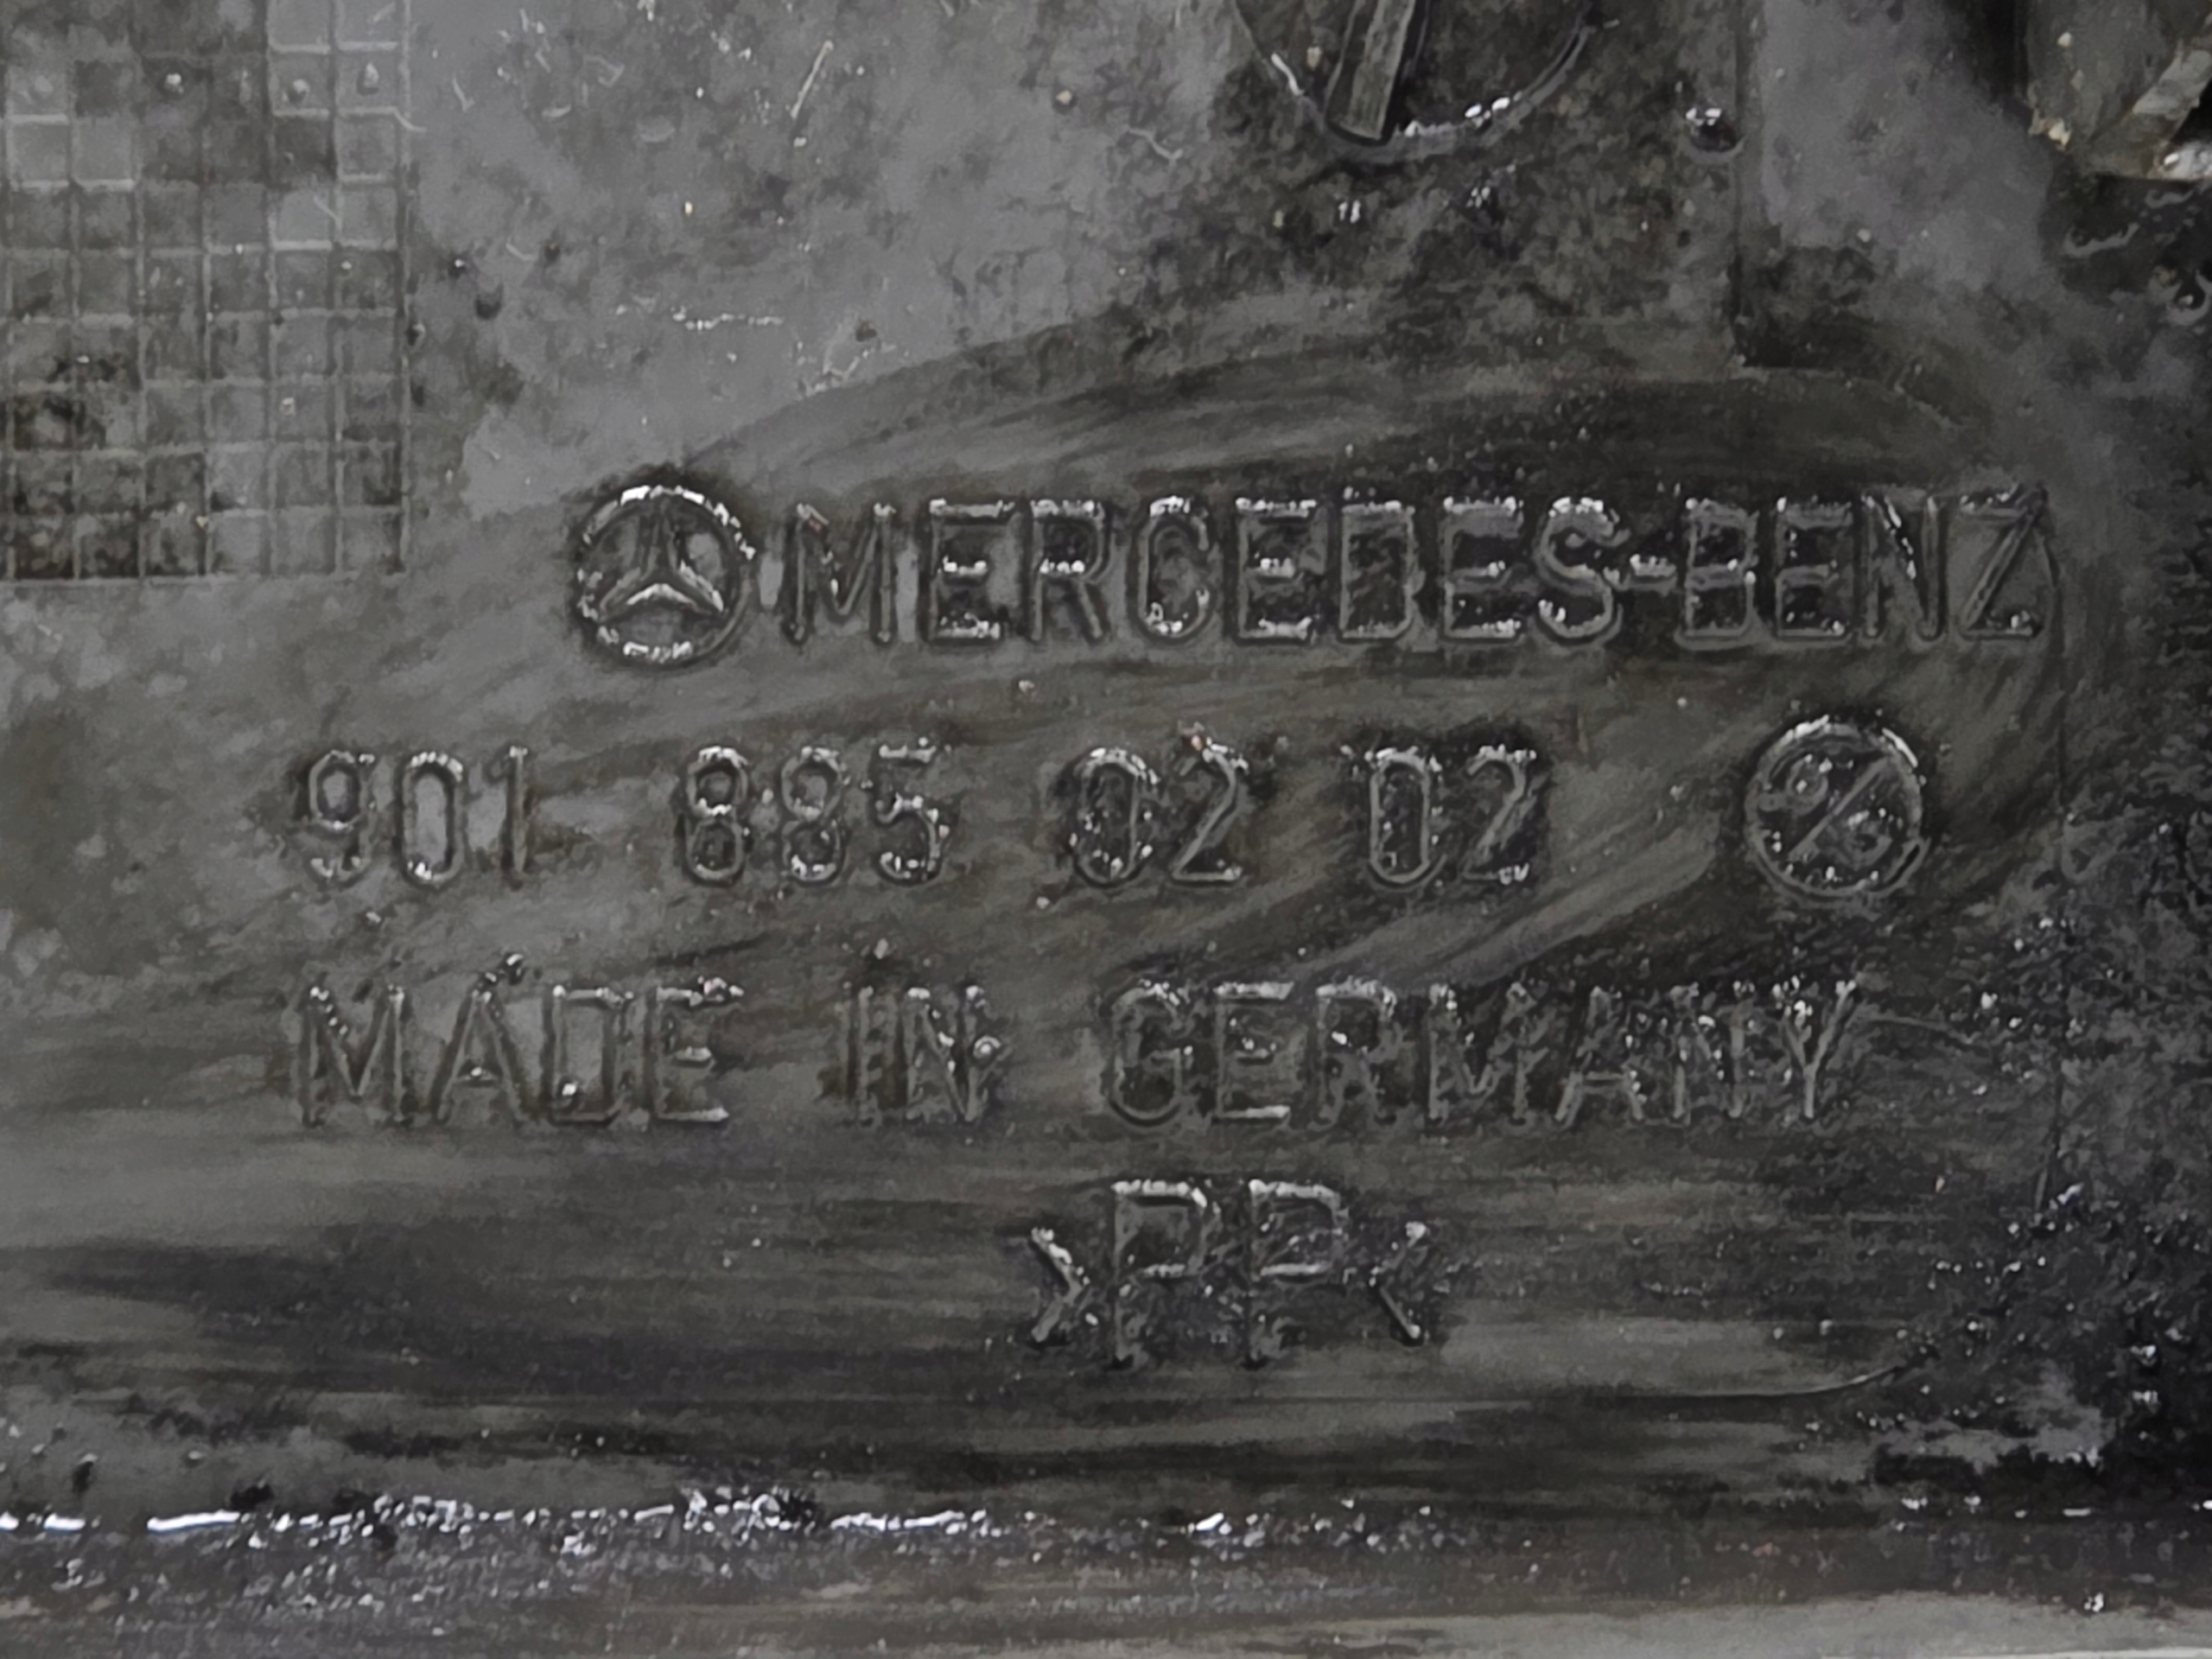 MERCEDES-BENZ
901 885 02 02
MADE IN GERMANY
>PP<